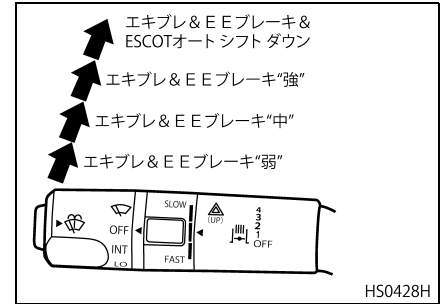 エキブレ&EEブレーキ&
ESCOTオート シフト ダウン
エキブレ&EEブレーキ“強”
エキブレ&EEブレーキ“中”
エキブレ&EEブレーキ“弱”
OFF
INT
LO
SLOW
FAST
(UP)
4
3
2
1
OFF
HS0428H